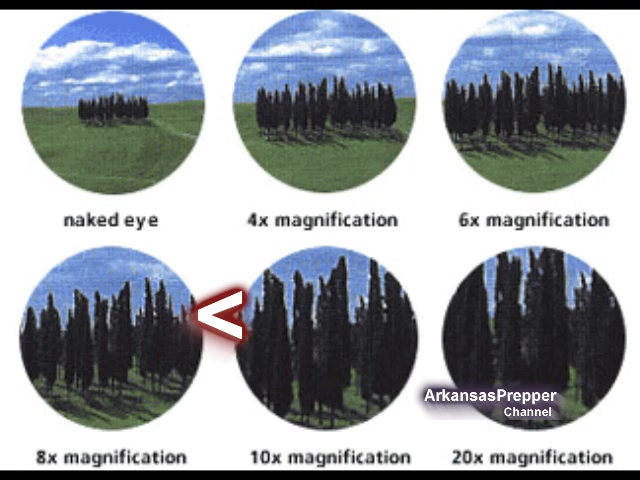 naked eye
4x magnification
6x magnification
<
8x magnification
10x magnification
20x magnification
ArkansasPrepper
Channel